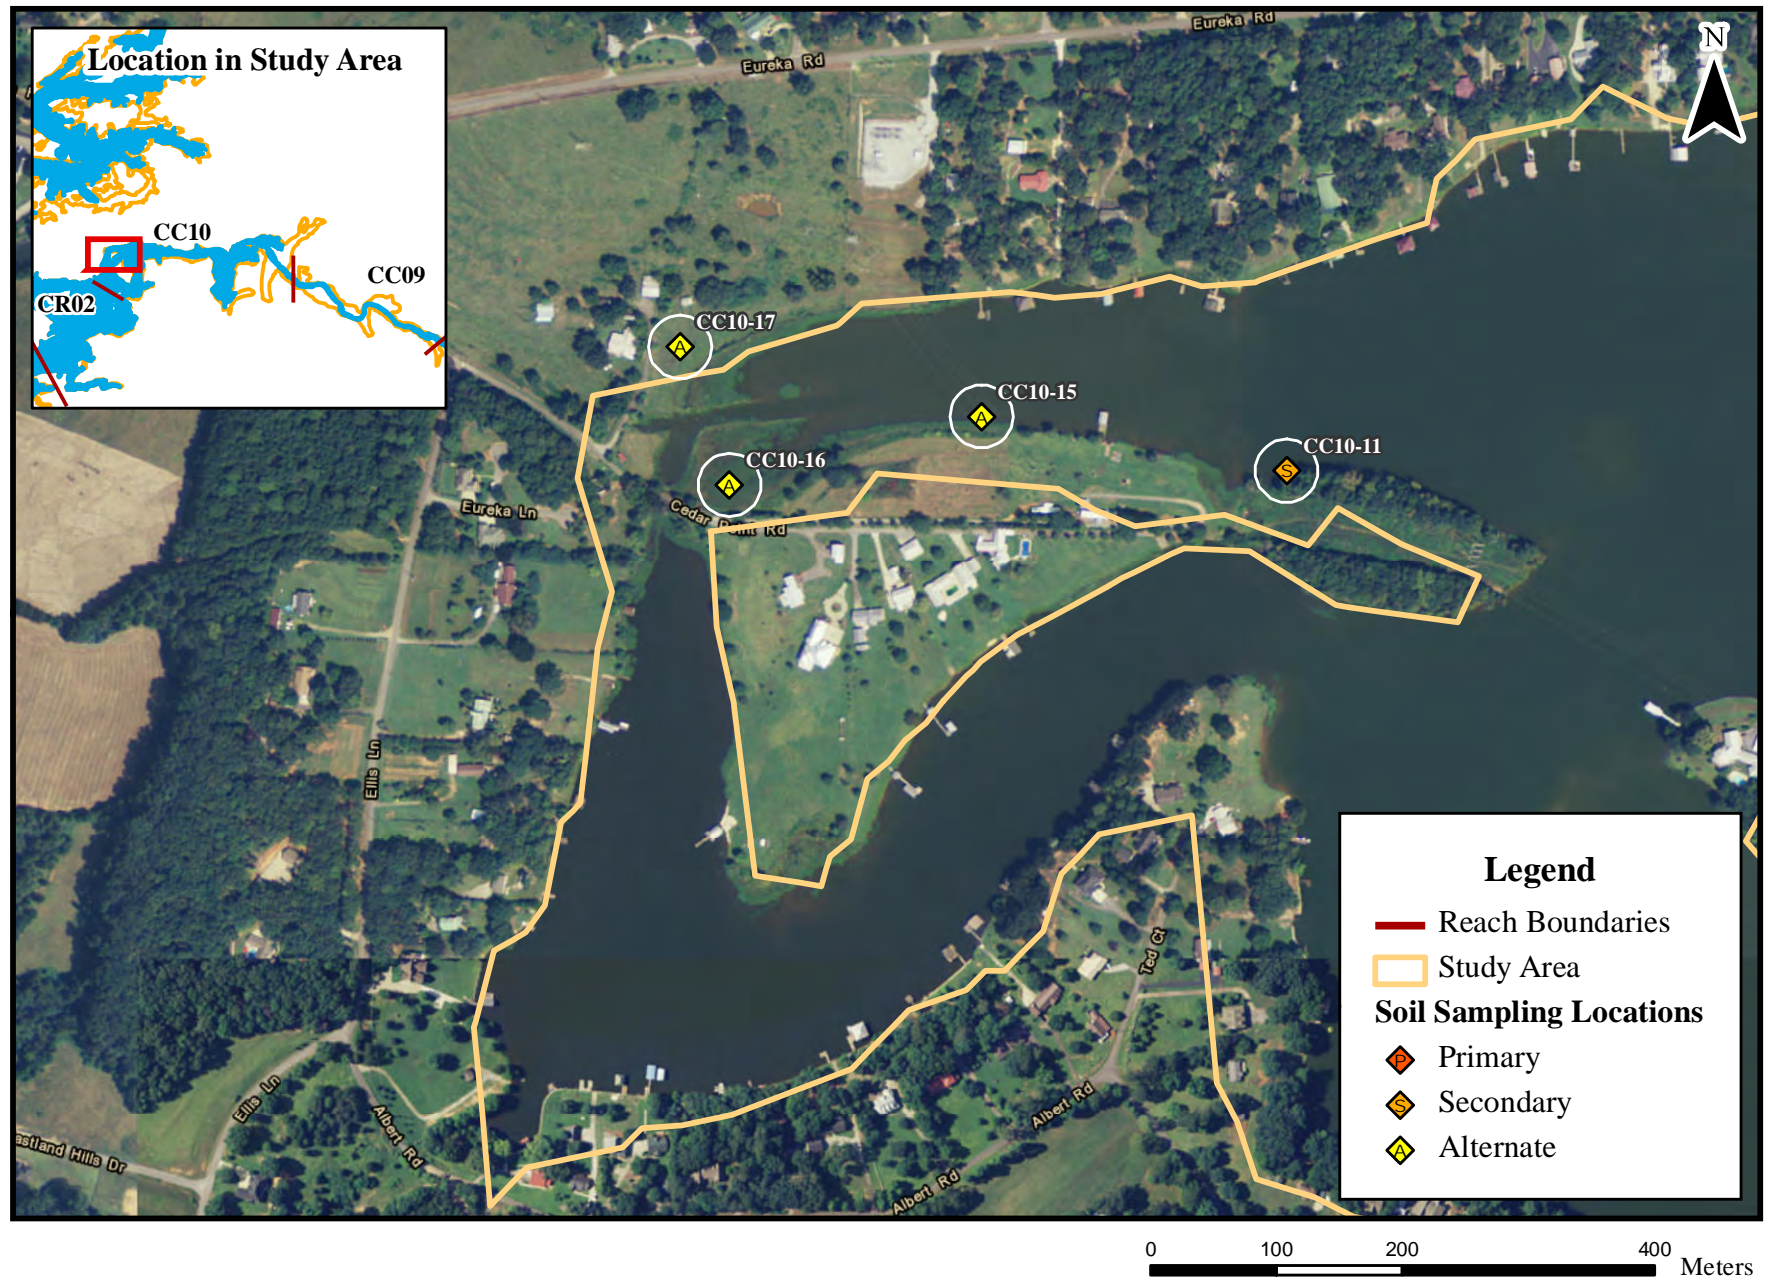 Location in Study Area
CC10
CC09
CR02
N
Eureka Rd
Eureka Rd
CC10-17
A
CC10-15
A
CC10-16
A
CC10-11
S
Eureka Ln
Cedar Point Rd
Ellis Ln
Ted Ct
Ellis Ln
Albert Rd
Albert Rd
Albert Rd
astland Hills Dr
Legend
Reach Boundaries
Study Area
Soil Sampling Locations
P Primary
S Secondary
A Alternate
0 100 200 400
Meters